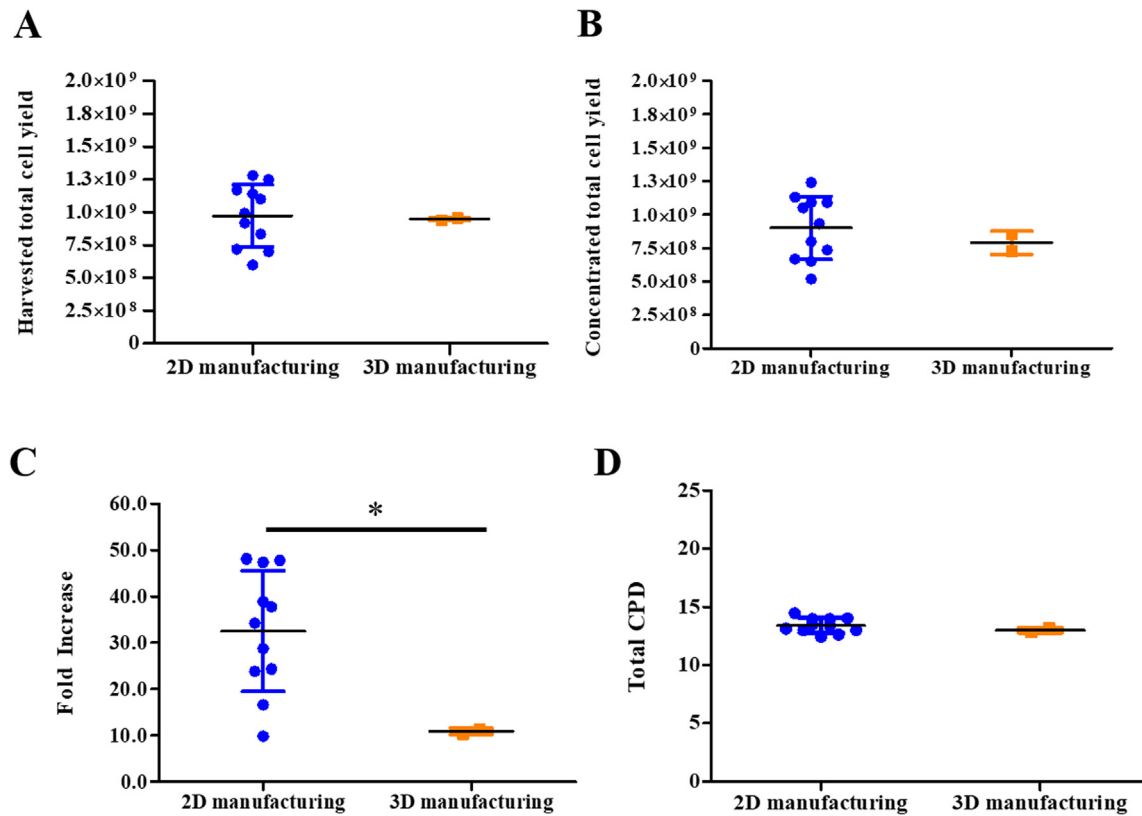 A
Harvested total cell yield
2.0×10⁹
1.8×10⁹
1.5×10⁹
1.3×10⁹
1.0×10⁹
7.5×10⁸
5.0×10⁸
2.5×10⁸
0
2D manufacturing 3D manufacturing
B
Concentrated total cell yield
2.0×10⁹
1.8×10⁹
1.5×10⁹
1.3×10⁹
1.0×10⁹
7.5×10⁸
5.0×10⁸
2.5×10⁸
0
2D manufacturing 3D manufacturing
C
Fold Increase
60.0
50.0
40.0
30.0
20.0
10.0
0.0
*
2D manufacturing 3D manufacturing
D
Total CPD
25
20
15
10
5
0
2D manufacturing 3D manufacturing